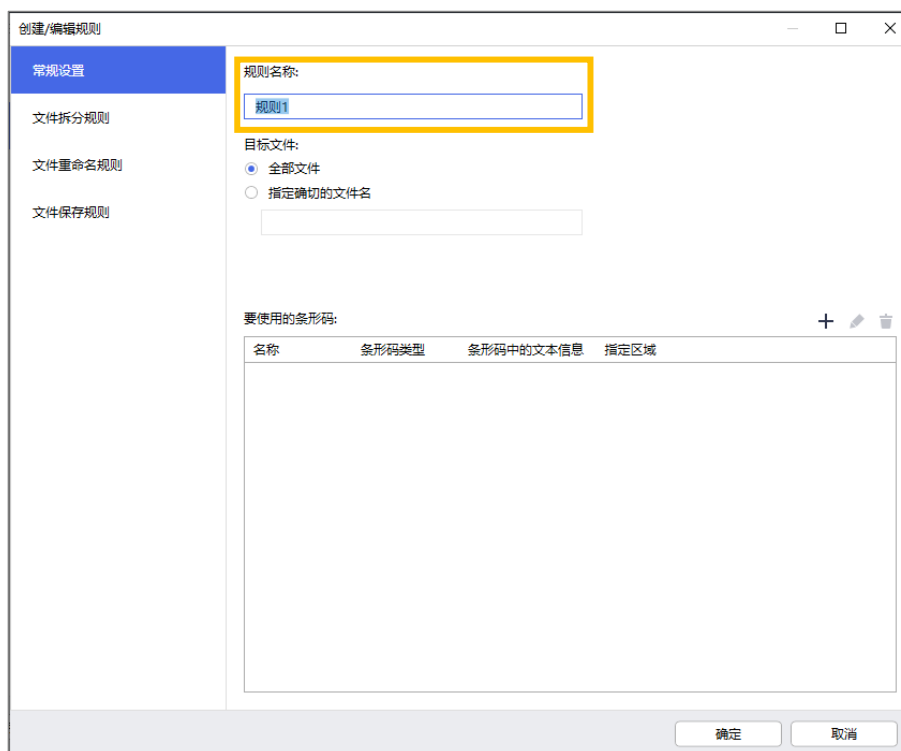 创建/编辑规则
常规设置
文件拆分规则
文件重命名规则
文件保存规则
规则名称:
规则1
目标文件:
全部文件
指定确切的文件名
要使用的条形码:
名称 条形码类型 条形码中的文本信息 指定区域
确定 取消